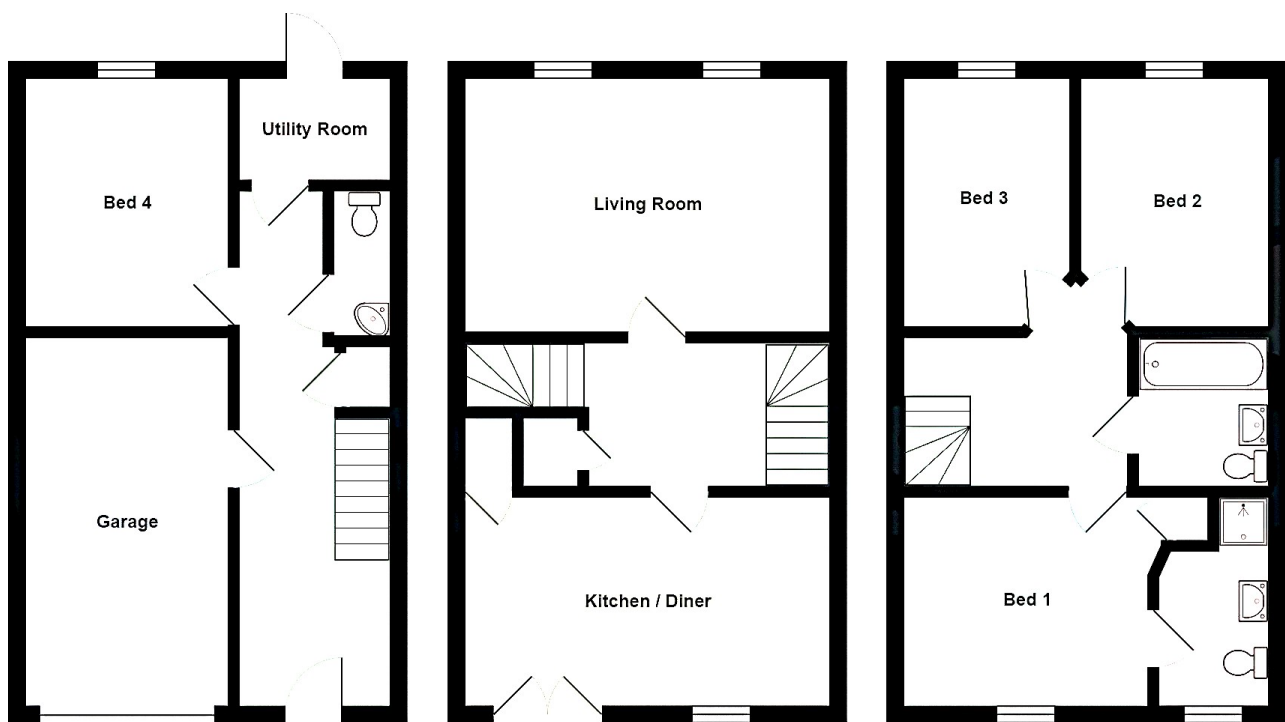 Utility Room
Bed 4
Garage
Living Room
Kitchen / Diner
Bed 3
Bed 2
Bed 1